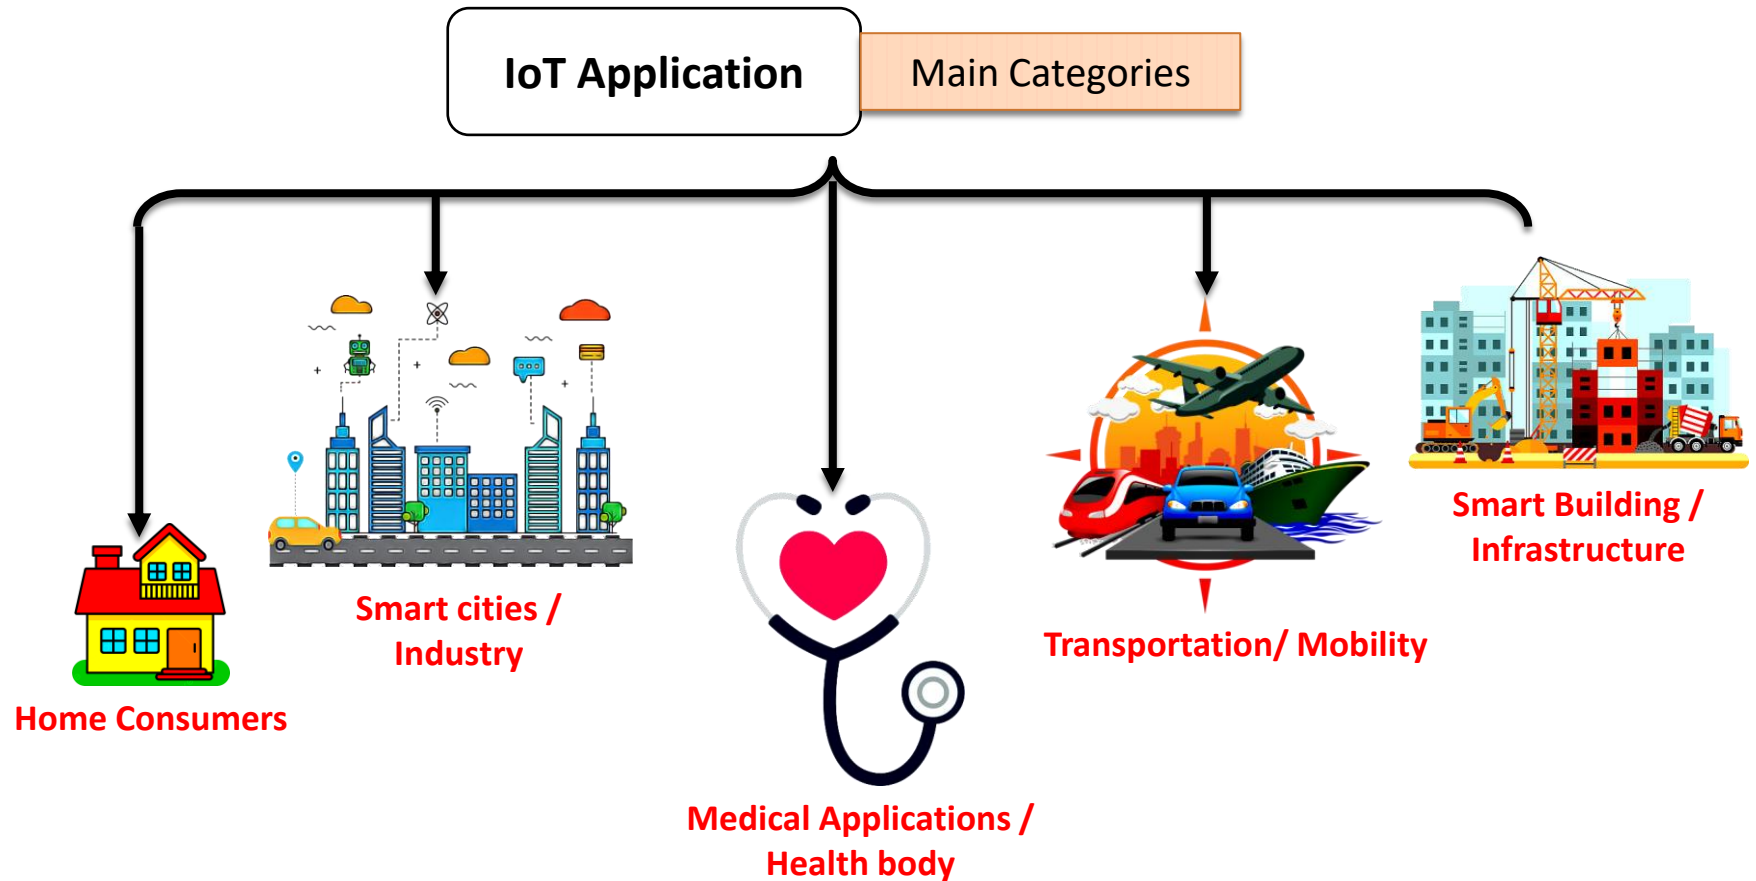 IoT Application
Main Categories
Home Consumers
Smart cities /
Industry
Medical Applications /
Health body
Transportation/ Mobility
Smart Building /
Infrastructure